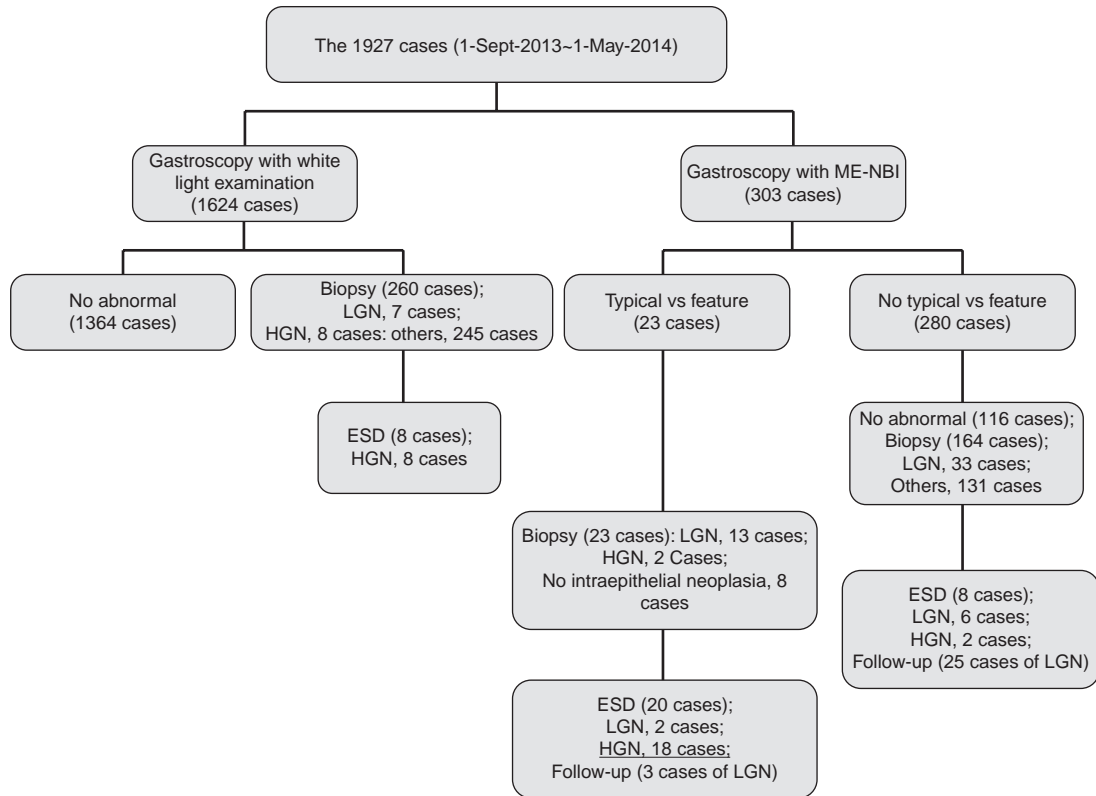 The 1927 cases (1-Sept-2013~1-May-2014)
Gastroscopy with white
light examination
(1624 cases)
Gastroscopy with ME-NBI
(303 cases)
No abnormal
(1364 cases)
Biopsy (260 cases);
LGN, 7 cases;
HGN, 8 cases: others, 245 cases
Typical vs feature
(23 cases)
No typical vs feature
(280 cases)
ESD (8 cases);
HGN, 8 cases
No abnormal (116 cases);
Biopsy (164 cases);
LGN, 33 cases;
Others, 131 cases
Biopsy (23 cases): LGN, 13 cases;
HGN, 2 Cases;
No intraepithelial neoplasia, 8
cases
ESD (8 cases);
LGN, 6 cases;
HGN, 2 cases;
Follow-up (25 cases of LGN)
ESD (20 cases);
LGN, 2 cases;
HGN, 18 cases;
Follow-up (3 cases of LGN)